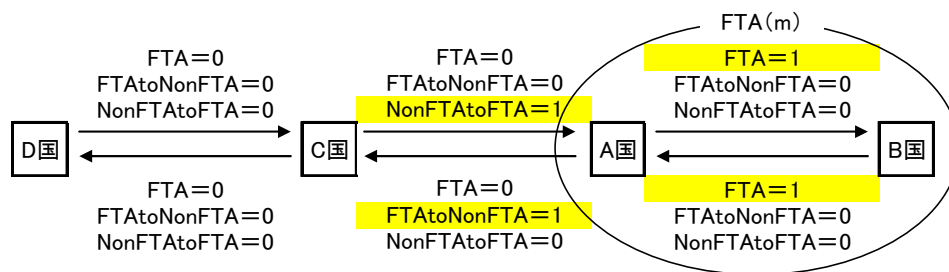 FTA(m)
FTA=0
FTAtoNonFTA=0
NonFTAtoFTA=0
FTA=0
FTAtoNonFTA=0
NonFTAtoFTA=1
FTA=1
FTAtoNonFTA=0
NonFTAtoFTA=0
D国
C国
A国
B国
FTA=0
FTAtoNonFTA=0
NonFTAtoFTA=0
FTA=0
FTAtoNonFTA=1
NonFTAtoFTA=0
FTA=1
FTAtoNonFTA=0
NonFTAtoFTA=0